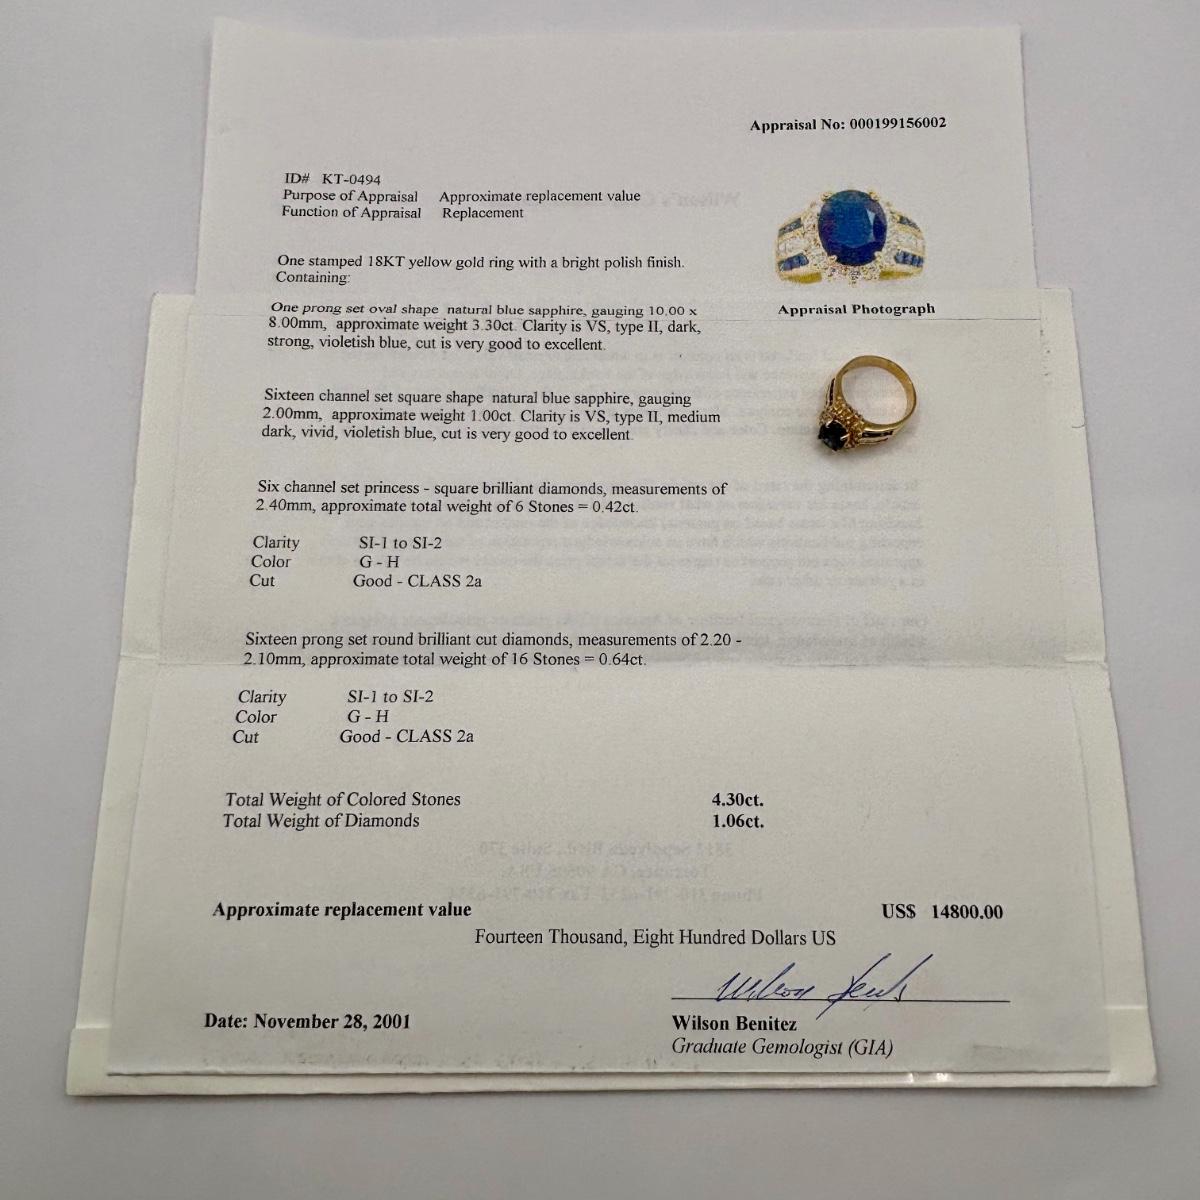 Appraisal No: 000199156002
ID# KT-0494
Purpose of Appraisal Approximate replacement value
Function of Appraisal Replacement
One stamped 18KT yellow gold ring with a bright polish finish.
Containing:
Appraisal Photograph
One prong set oval shape natural blue sapphire, gauging 10.00 x
8.00mm, approximate weight 3.30ct. Clarity is VS, type II, dark,
strong, violetish blue, cut is very good to excellent.
Sixteen channel set square shape natural blue sapphire, gauging
2.00mm, approximate weight 1.00ct. Clarity is VS, type II, medium
dark, vivid, violetish blue, cut is very good to excellent.
Six channel set princess - square brilliant diamonds, measurements of
2.40mm, approximate total weight of 6 Stones = 0.42ct.
Clarity SI-1 to SI-2
Color G - H
Cut Good - CLASS 2a
Sixteen prong set round brilliant cut diamonds, measurements of 2.20 -
2.10mm, approximate total weight of 16 Stones = 0.64ct.
Clarity SI-1 to SI-2
Color G - H
Cut Good - CLASS 2a
Total Weight of Colored Stones 4.30ct.
Total Weight of Diamonds 1.06ct.
Approximate replacement value US$ 14800.00
Fourteen Thousand, Eight Hundred Dollars US
Date: November 28, 2001
Wilson Benitez
Graduate Gemologist (GIA)